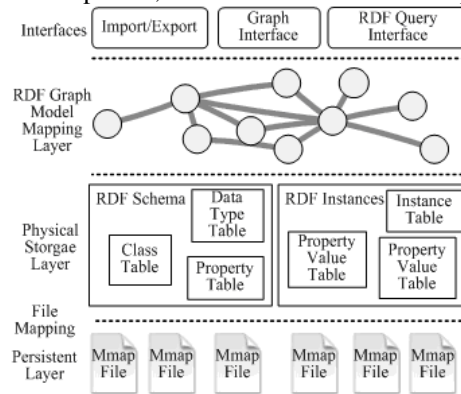 Interfaces
Import/Export
Graph
Interface
RDF Query
Interface
RDF Graph
Model
Mapping
Layer
Physical
Storgae
Layer
RDF Schema
Data
Type
Table
Class
Table
Property
Table
RDF Instances
Instance
Table
Property
Value
Table
Property
Value
Table
File
Mapping
Persistent
Layer
Mmap
File
Mmap
File
Mmap
File
Mmap
File
Mmap
File
Mmap
File